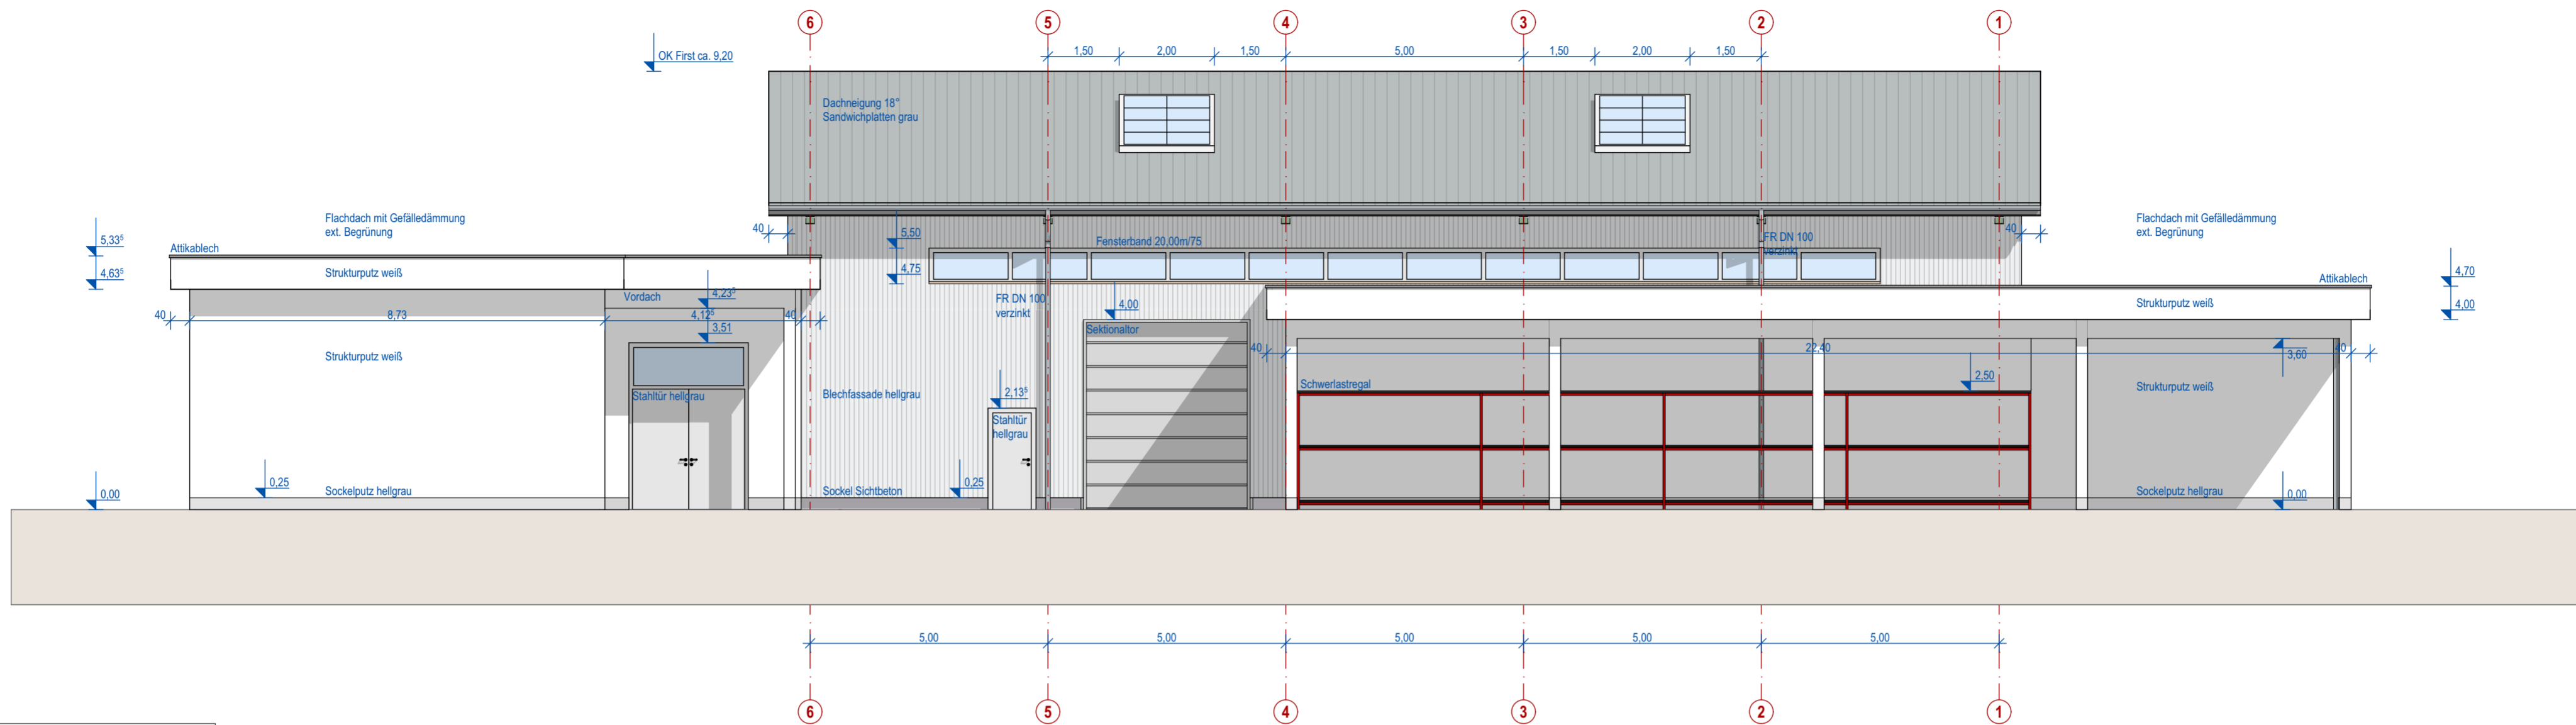 6 5 4 3 2 1
OK First ca. 9,20
1,50 2,00 1,50 5,00 1,50 2,00 1,50
Dachneigung 18°
Sandwichplatten grau
Flachdach mit Gefälledämmung
ext. Begrünung
Flachdach mit Gefälledämmung
ext. Begrünung
40
5,50
Fensterband 20,00m/75
FR DN 100
verzinkt
40
5,33⁵
Attikablech
4,63⁵
Strukturputz weiß
4,75
4,70
Attikablech
4,00
Strukturputz weiß
Vordach
4,23⁵
FR DN 100
verzinkt
4,00
40 8,73 4,12⁵ 40
3,51
Sektionaltor
40 22,40 40
3,60
Strukturputz weiß
Schwerlastregal
2,50
Strukturputz weiß
Stahltür hellgrau
Blechfassade hellgrau
2,13⁵
Stahltür
hellgrau
0,00
0,25
Sockelputz hellgrau
Sockel Sichtbeton
0,25
Sockelputz hellgrau
0,00
5,00 5,00 5,00 5,00 5,00
6 5 4 3 2 1